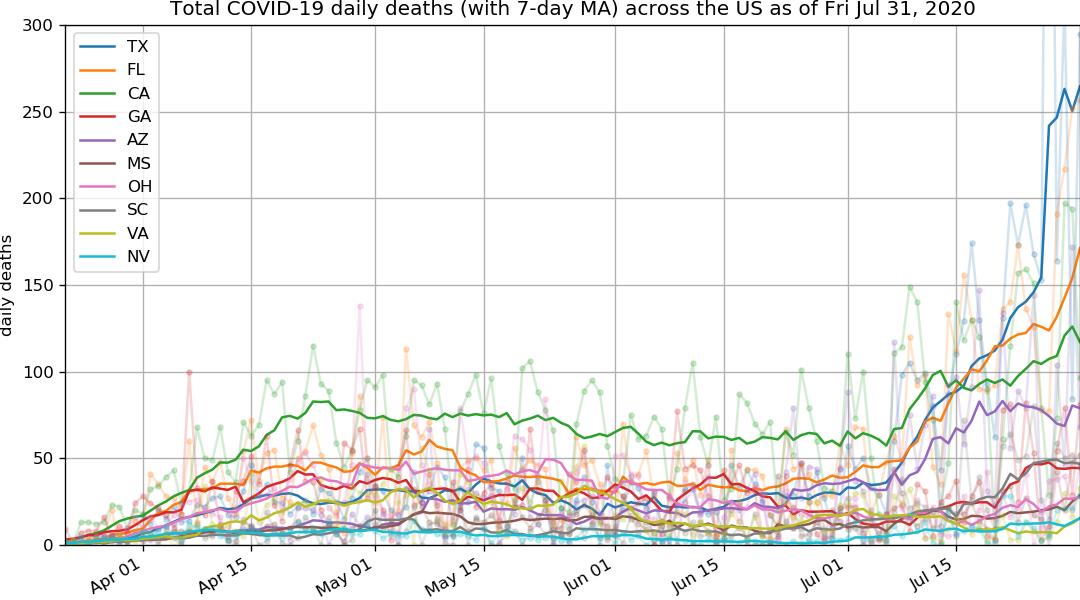 Total COVID-19 daily deaths (with 7-day MA) across the US as of Fri Jul 31, 2020
300
250
200
150
100
50
0
daily deaths
TX
FL
CA
GA
AZ
MS
OH
SC
VA
NV
Apr 01
Apr 15
May 01
May 15
Jun 01
Jun 15
Jul 01
Jul 15